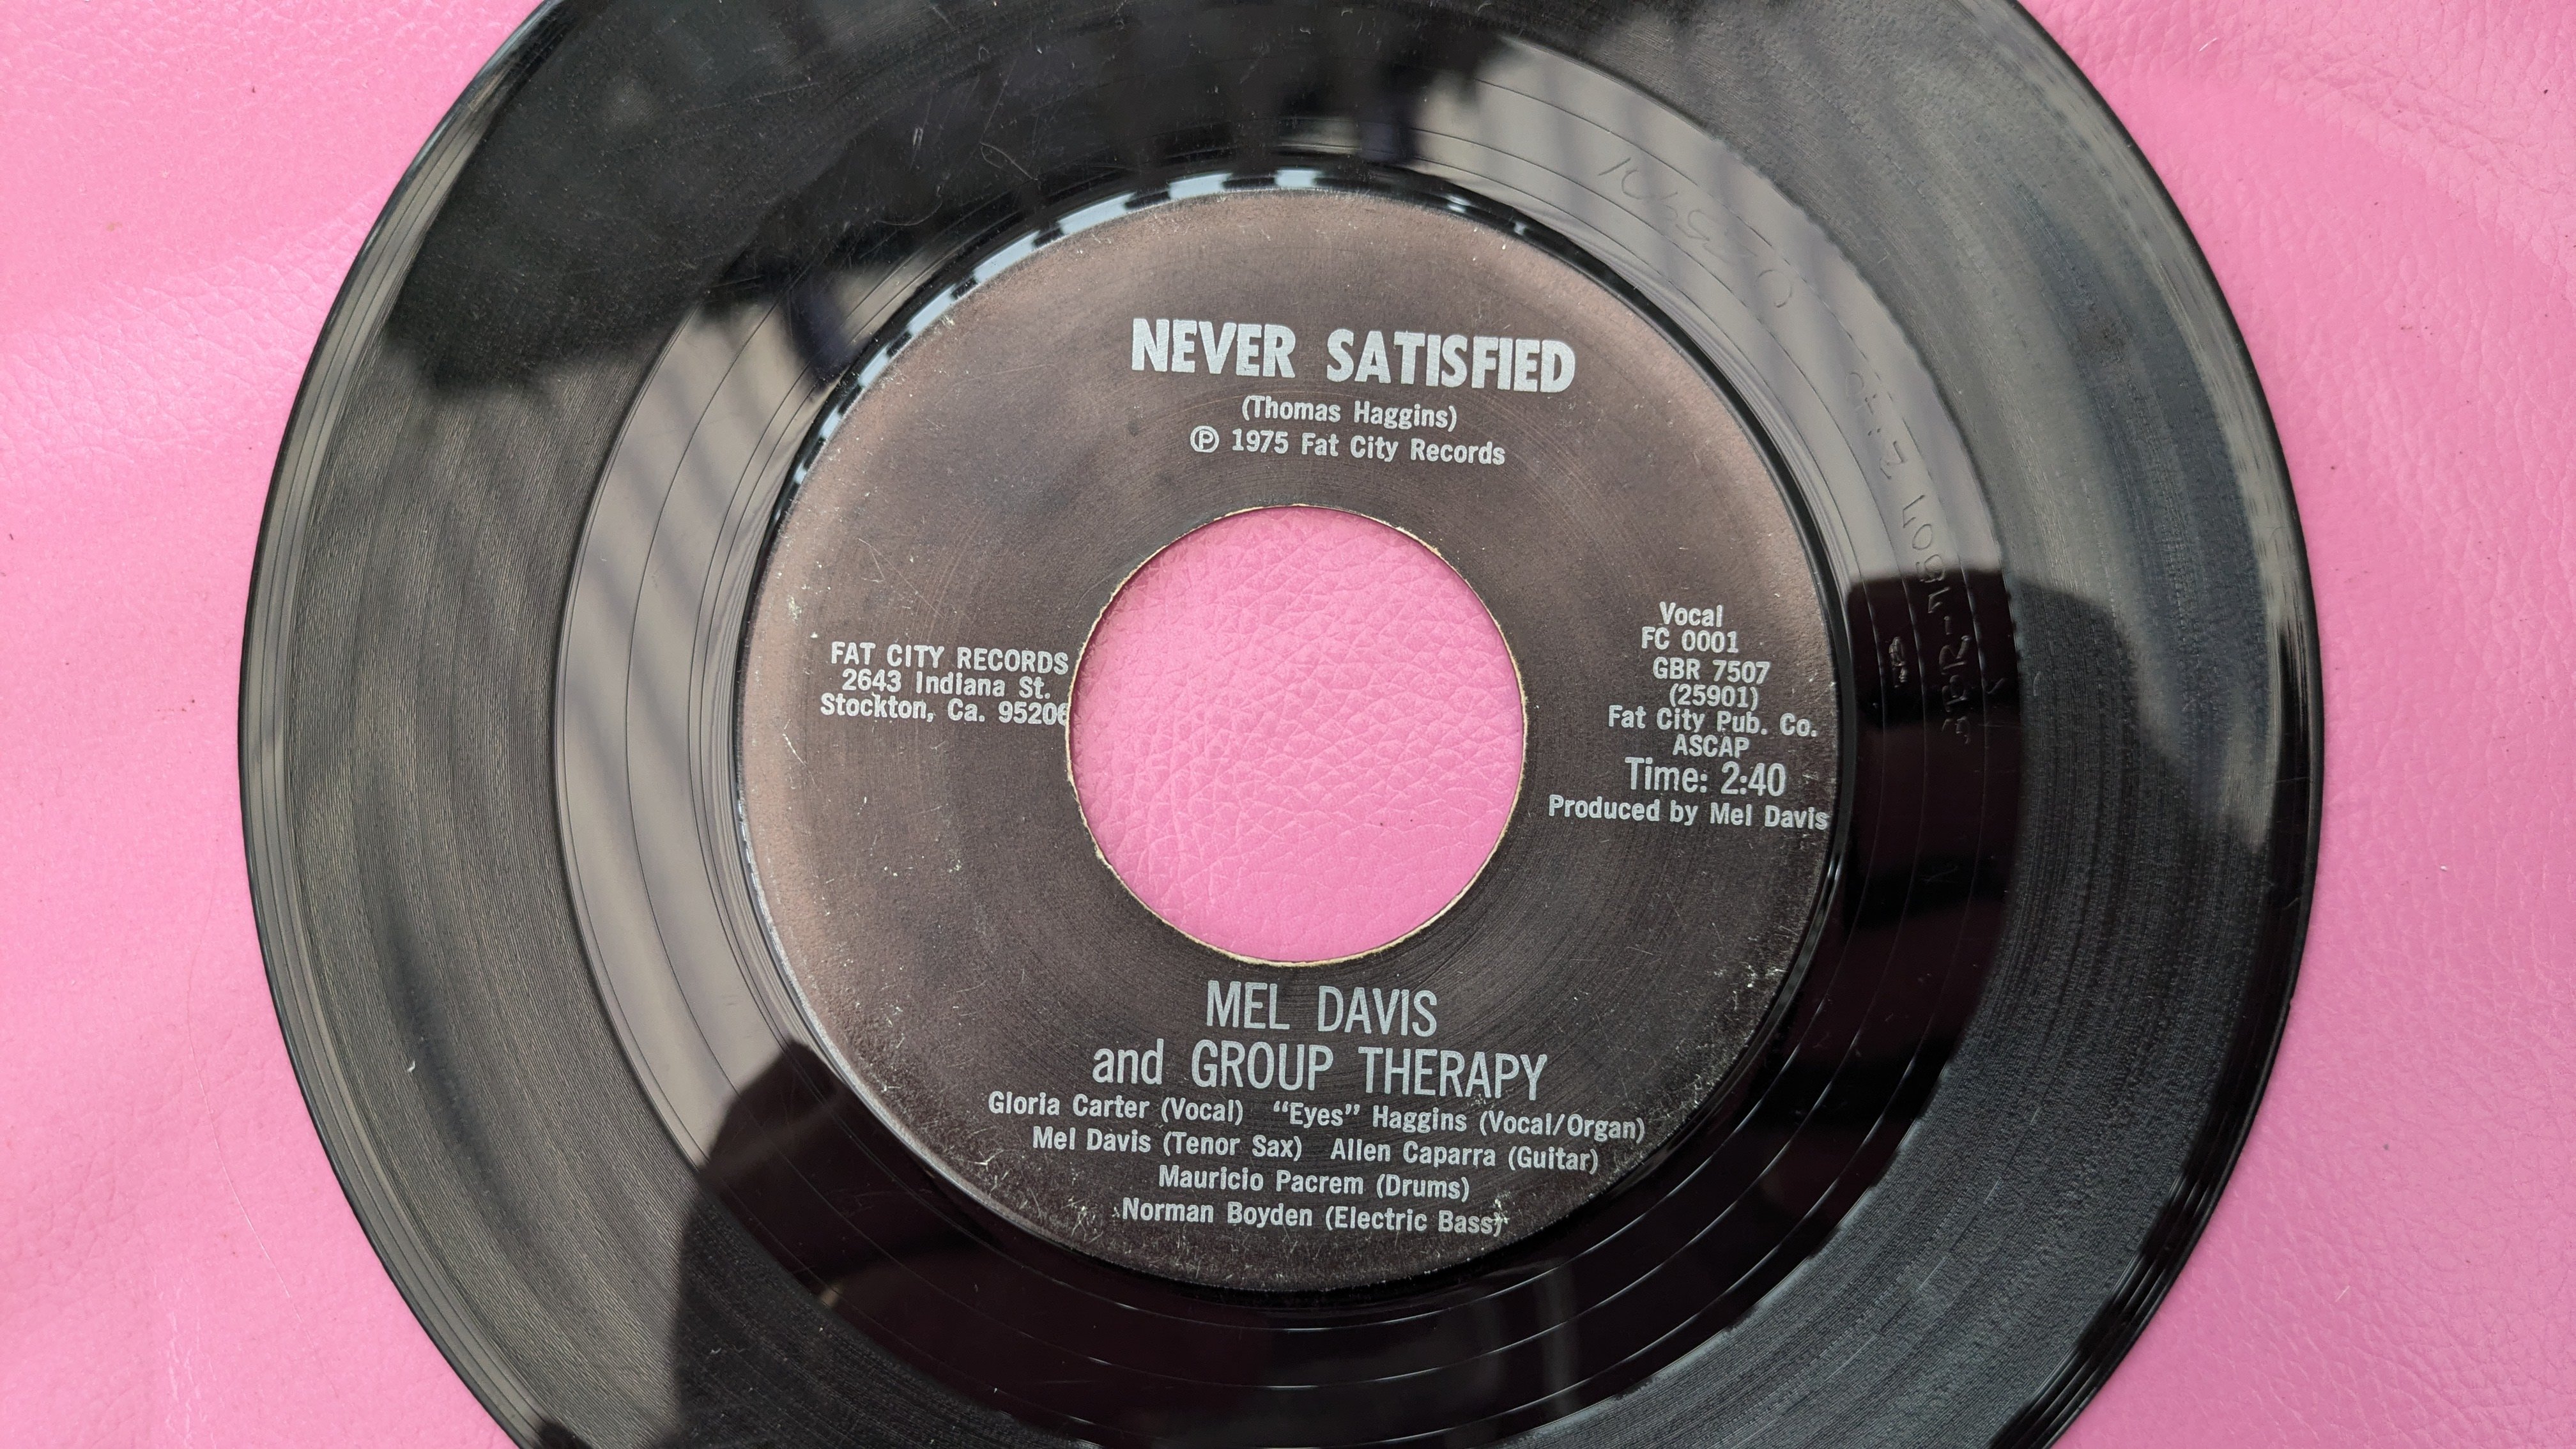 NEVER SATISFIED
(Thomas Haggins)
℗ 1975 Fat City Records
FAT CITY RECORDS
2643 Indiana St.
Stockton, Ca. 95206
Vocal
FC 0001
GBR 7507
(25901)
Fat City Pub. Co.
ASCAP
Time: 2:40
Produced by Mel Davis
MEL DAVIS
and GROUP THERAPY
Gloria Carter (Vocal) “Eyes” Haggins (Vocal/Organ)
Mel Davis (Tenor Sax) Allen Caparra (Guitar)
Mauricio Pacrem (Drums)
Norman Boyden (Electric Bass)